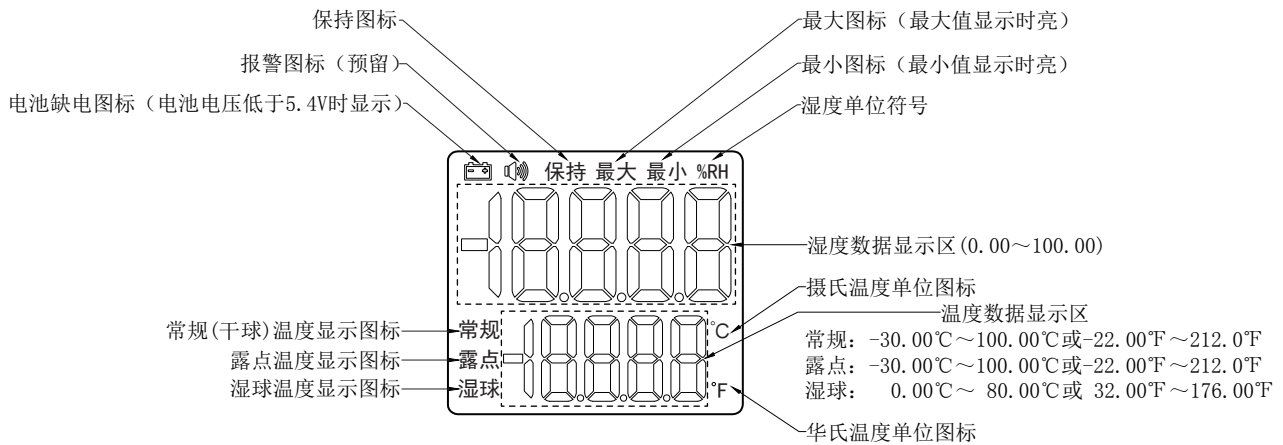 保持图标
最大图标（最大值显示时亮）
报警图标（预留）
最小图标（最小值显示时亮）
电池缺电图标（电池电压低于5.4V时显示）
湿度单位符号
保持 最大 最小 %RH
湿度数据显示区(0.00～100.00)
摄氏温度单位图标
常规(干球)温度显示图标
常规
℃
温度数据显示区
常规：-30.00℃～100.00℃或-22.00℉～212.0℉
露点温度显示图标
露点
露点：-30.00℃～100.00℃或-22.00℉～212.0℉
湿球温度显示图标
湿球
℉
湿球： 0.00℃～ 80.00℃或 32.00℉～176.00℉
华氏温度单位图标